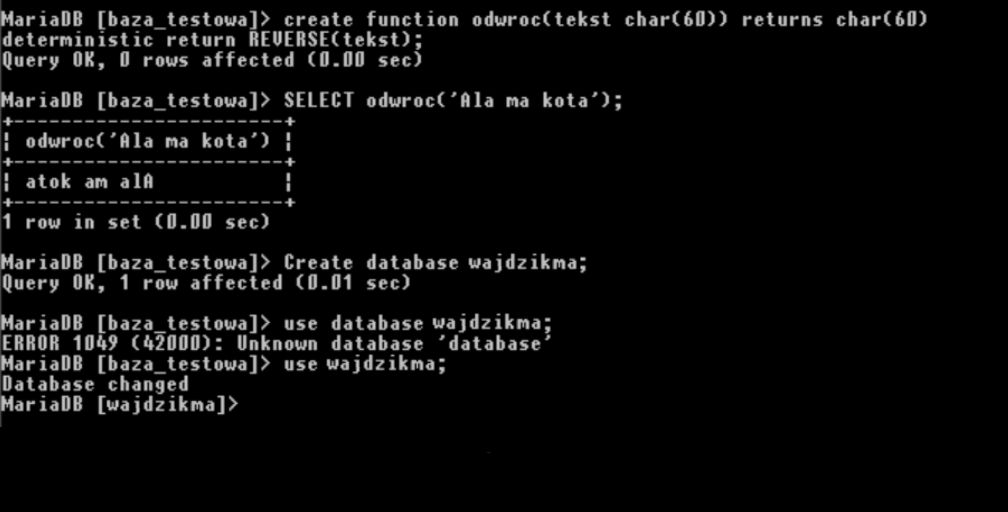 MariaDB [baza_testowa]> create function odwroc(tekst char(60)) returns char(60)
deterministic return REVERSE(tekst);
Query OK, 0 rows affected (0.00 sec)
MariaDB [baza_testowa]> SELECT odwroc('Ala ma kota');
+-----------------------+
| odwroc('Ala ma kota') |
+-----------------------+
| atok am alA           |
+-----------------------+
1 row in set (0.00 sec)
MariaDB [baza_testowa]> Create database wajdzikma;
Query OK, 1 row affected (0.01 sec)
MariaDB [baza_testowa]> use database wajdzikma;
ERROR 1049 (42000): Unknown database 'database'
MariaDB [baza_testowa]> use wajdzikma;
Database changed
MariaDB [wajdzikma]>